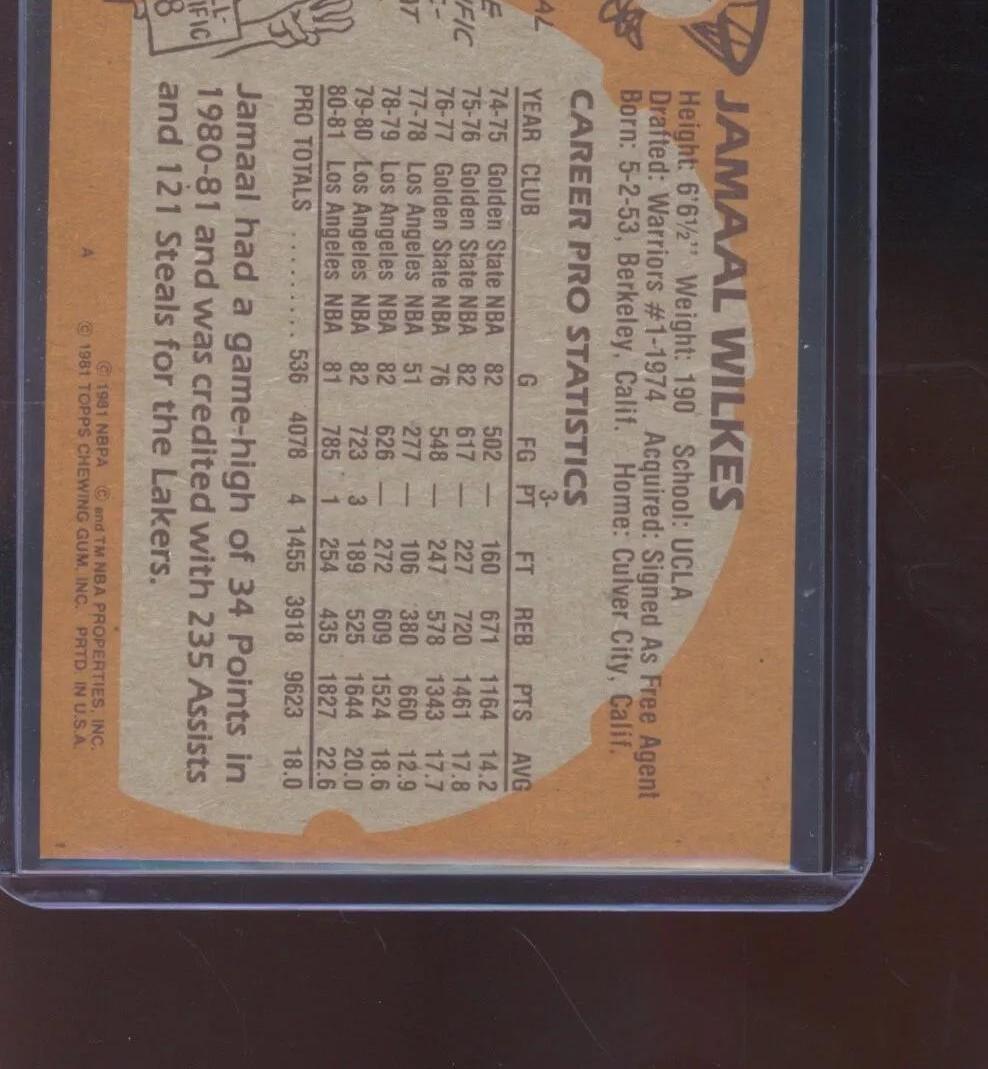 JAMAAL WILKES
Height: 6'6½" Weight: 190 School: UCLA
Drafted: Warriors #1-1974 Acquired: Signed As Free Agent
Born: 5-2-53, Berkeley, Calif. Home: Culver City, Calif.
CAREER PRO STATISTICS
YEAR CLUB G FG 3-PT FT REB PTS AVG
74-75 Golden State NBA 82 502 — 160 671 1164 14.2
75-76 Golden State NBA 82 617 — 227 720 1461 17.8
76-77 Golden State NBA 76 548 — 247 578 1343 17.7
77-78 Los Angeles NBA 51 277 — 106 380 660 12.9
78-79 Los Angeles NBA 82 626 — 272 609 1524 18.6
79-80 Los Angeles NBA 82 723 3 189 525 1644 20.0
80-81 Los Angeles NBA 81 785 1 254 435 1827 22.6
PRO TOTALS .......... 536 4078 4 1455 3918 9623 18.0
Jamaal had a game-high of 34 Points in
1980-81 and was credited with 235 Assists
and 121 Steals for the Lakers.
© 1981 NBPA © and TM NBA PROPERTIES, INC.
A © 1981 TOPPS CHEWING GUM, INC. PRTD. IN U.S.A.